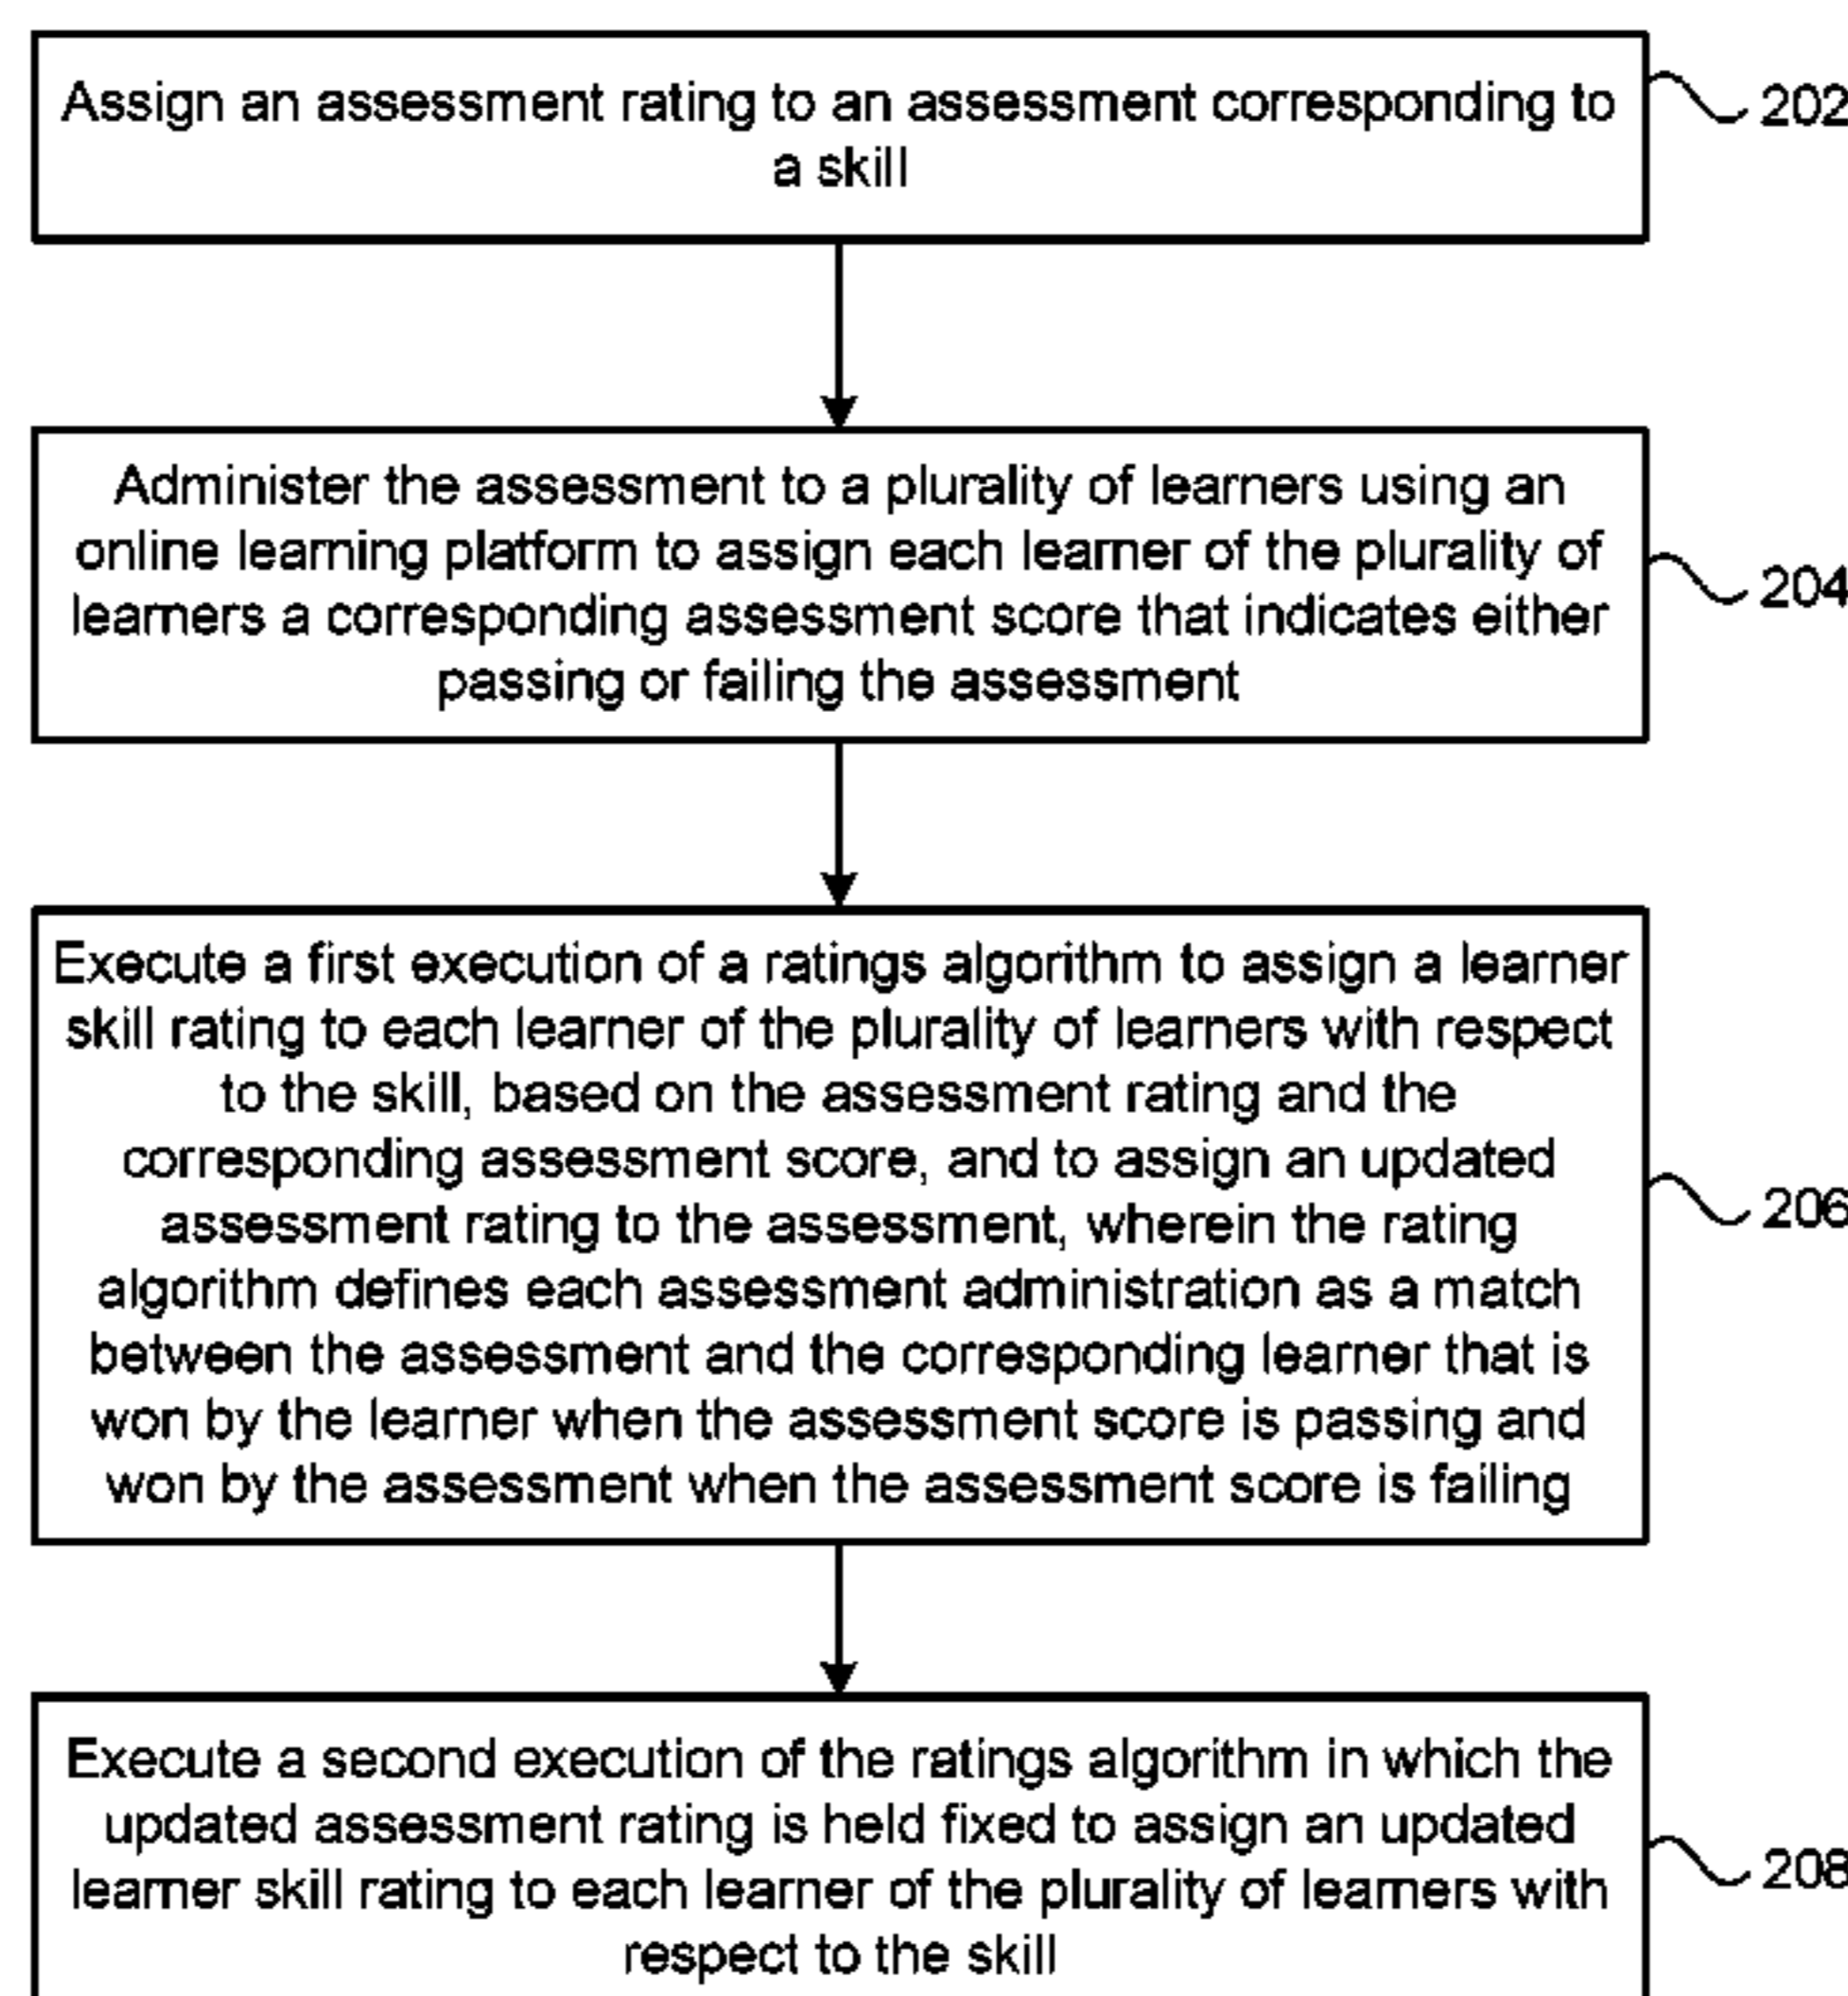 Assign an assessment rating to an assessment corresponding to
a skill
202
Administer the assessment to a plurality of learners using an
online learning platform to assign each learner of the plurality of
learners a corresponding assessment score that indicates either
passing or failing the assessment
204
Execute a first execution of a ratings algorithm to assign a learner
skill rating to each learner of the plurality of learners with respect
to the skill, based on the assessment rating and the
corresponding assessment score, and to assign an updated
assessment rating to the assessment, wherein the rating
algorithm defines each assessment administration as a match
between the assessment and the corresponding learner that is
won by the learner when the assessment score is passing and
won by the assessment when the assessment score is failing
206
Execute a second execution of the ratings algorithm in which the
updated assessment rating is held fixed to assign an updated
learner skill rating to each learner of the plurality of learners with
respect to the skill
208